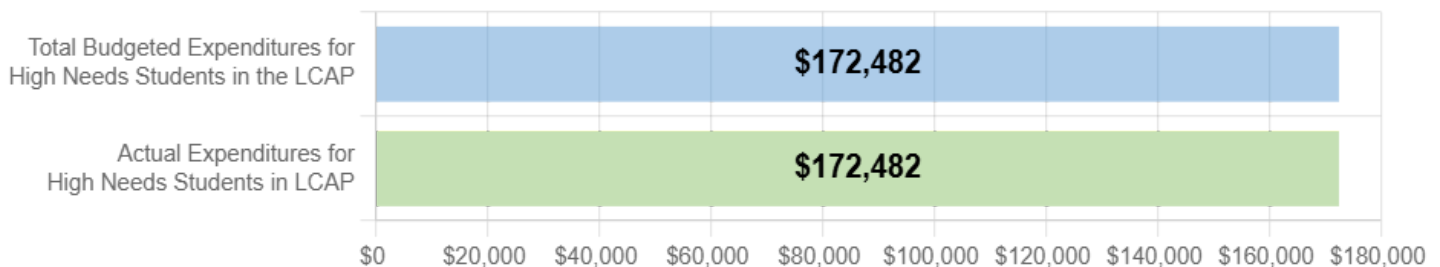 Total Budgeted Expenditures for
High Needs Students in the LCAP
$172,482
Actual Expenditures for
High Needs Students in LCAP
$172,482
$0 $20,000 $40,000 $60,000 $80,000 $100,000 $120,000 $140,000 $160,000 $180,000